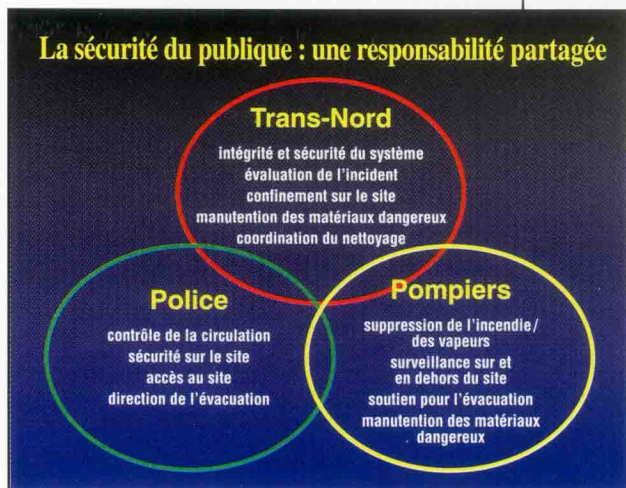 La sécurité du publique : une responsabilité partagée
Trans-Nord
intégrité et sécurité du système
évaluation de l'incident
confinement sur le site
manutention des matériaux dangereux
coordination du nettoyage
Police
contrôle de la circulation
sécurité sur le site
accès au site
direction de l'évacuation
Pompiers
suppression de l'incendie/
des vapeurs
surveillance sur et
en dehors du site
soutien pour l'évacuation
manutention des matériaux
dangereux